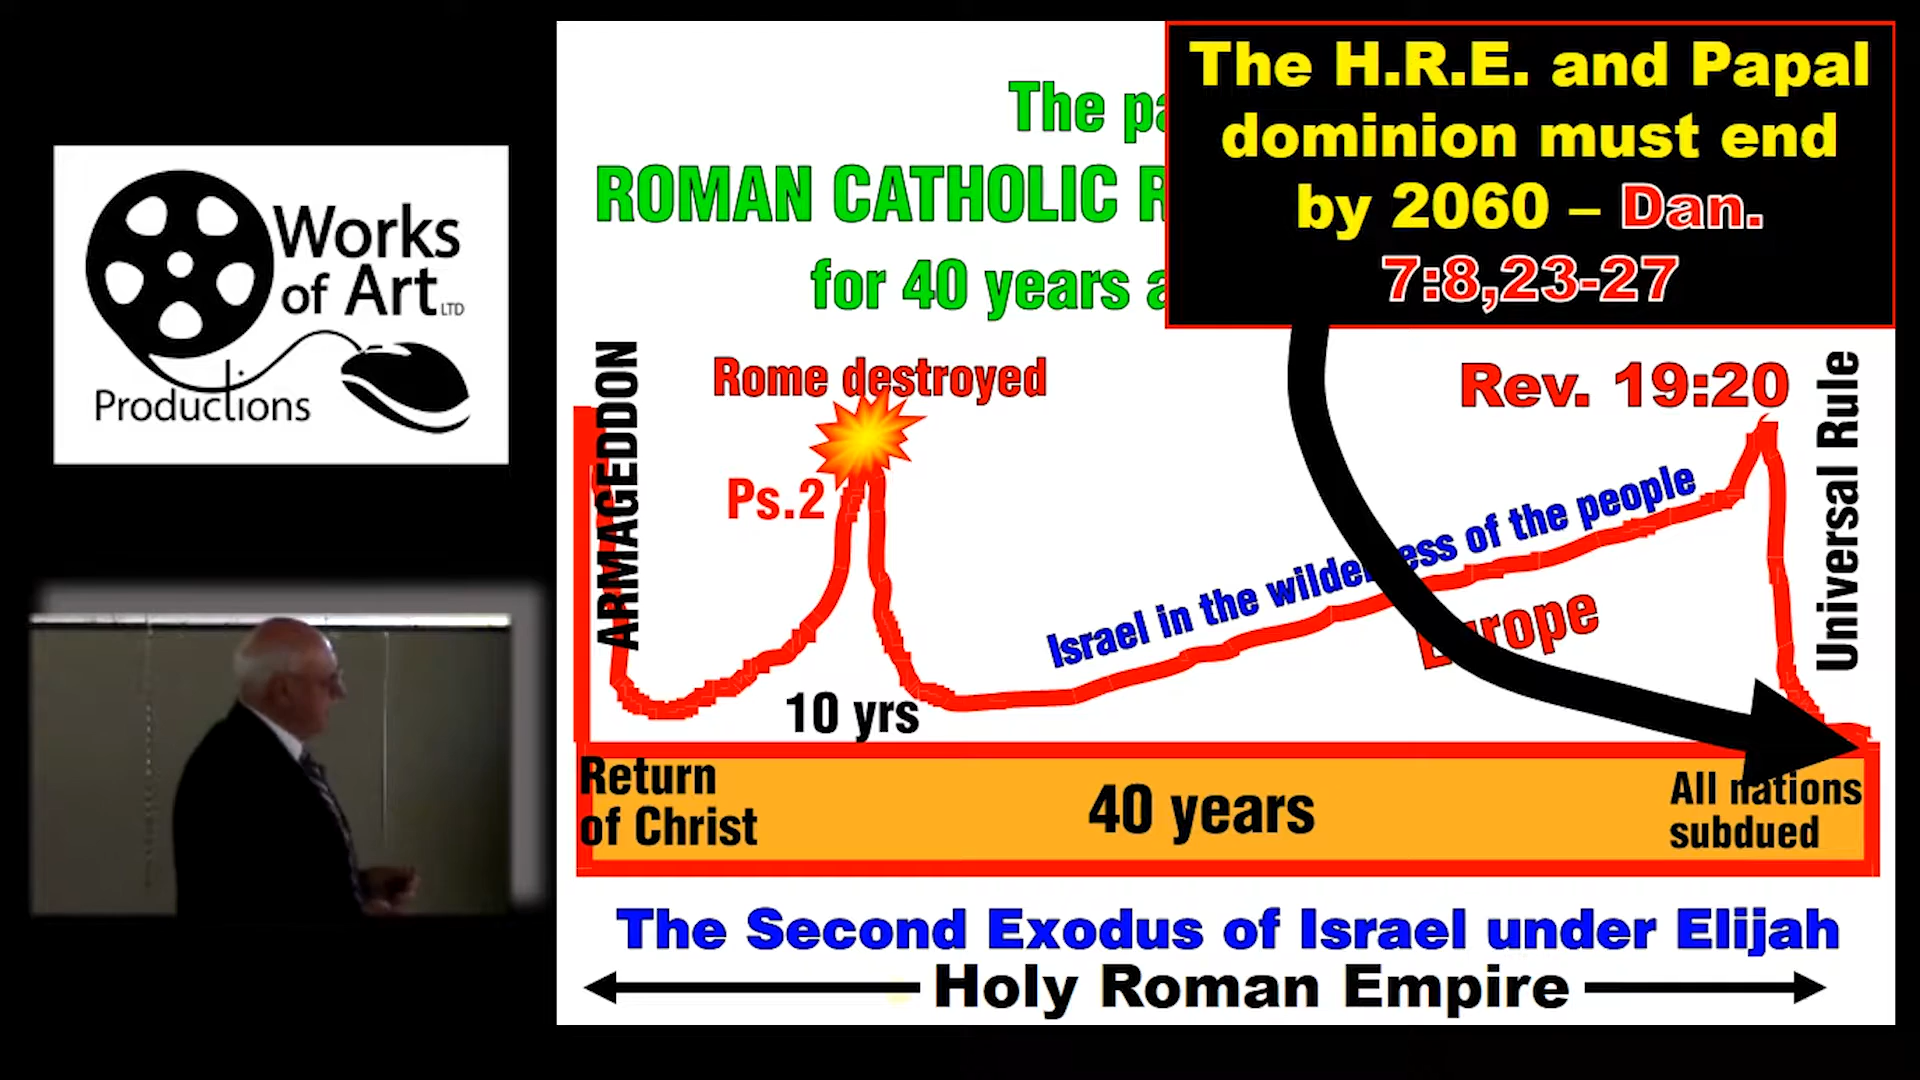 Works
of Art LTD
Productions
The pa
ROMAN CATHOLIC R
for 40 years a
The H.R.E. and Papal
dominion must end
by 2060 – Dan.
7:8,23-27
ARMAGEDDON
Rome destroyed
Ps.2
10 yrs
Israel in the wilderness of the people
Europe
Rev. 19:20
Universal Rule
Return
of Christ
40 years
All nations
subdued
The Second Exodus of Israel under Elijah
Holy Roman Empire